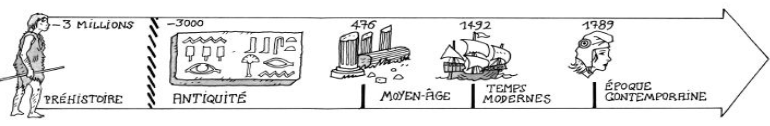 -3 MILLIONS
-3000
476
1492
1789
PRÉHISTOIRE
ANTIQUITÉ
MOYEN-ÂGE
TEMPS
MODERNES
ÉPOQUE
CONTEMPORAINE